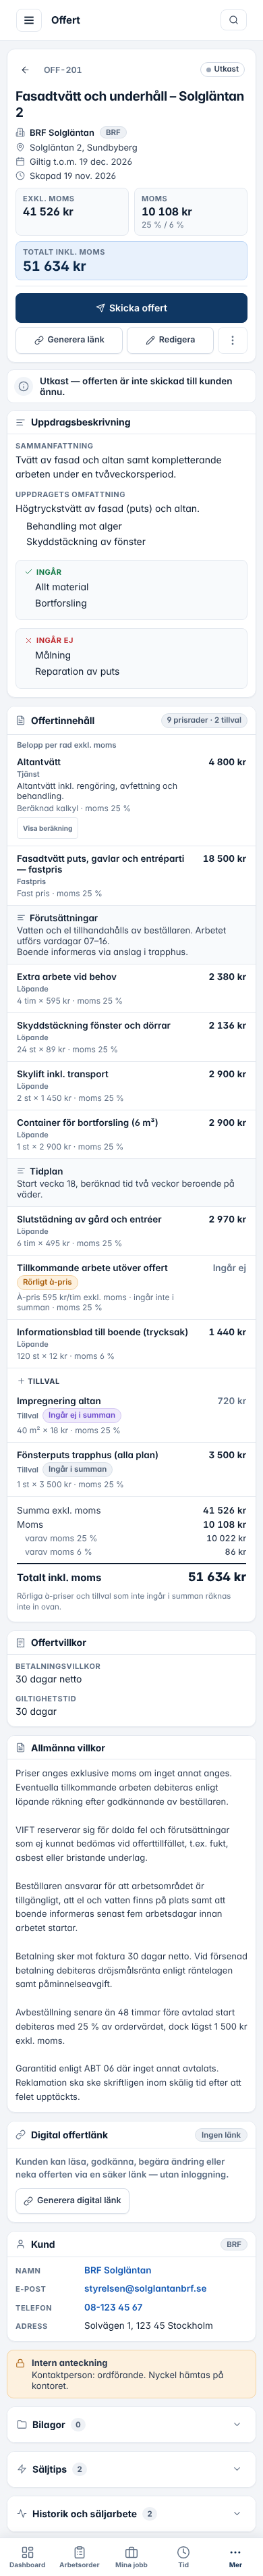 Offert
OFF-201
Utkast
Fasadtvätt och underhåll – Solgläntan
2
BRF Solgläntan BRF
Solgläntan 2, Sundbyberg
Giltig t.o.m. 19 dec. 2026
Skapad 19 nov. 2026
EXKL. MOMS
41 526 kr
MOMS
10 108 kr
25 % / 6 %
TOTALT INKL. MOMS
51 634 kr
Skicka offert
Generera länk
Redigera
Utkast — offerten är inte skickad till kunden
ännu.
Uppdragsbeskrivning
SAMMANFATTNING
Tvätt av fasad och altan samt kompletterande
arbeten under en tvåveckorsperiod.
UPPDRAGETS OMFATTNING
Högtryckstvätt av fasad (puts) och altan.
Behandling mot alger
Skyddstäckning av fönster
INGÅR
Allt material
Bortforsling
INGÅR EJ
Målning
Reparation av puts
Offertinnehåll
9 prisrader · 2 tillval
Belopp per rad exkl. moms
Altantvätt 4 800 kr
Tjänst
Altantvätt inkl. rengöring, avfettning och
behandling.
Beräknad kalkyl · moms 25 %
Visa beräkning
Fasadtvätt puts, gavlar och entréparti 18 500 kr
— fastpris
Fastpris
Fast pris · moms 25 %
Förutsättningar
Vatten och el tillhandahålls av beställaren. Arbetet
utförs vardagar 07–16.
Boende informeras via anslag i trapphus.
Extra arbete vid behov 2 380 kr
Löpande
4 tim × 595 kr · moms 25 %
Skyddstäckning fönster och dörrar 2 136 kr
Löpande
24 st × 89 kr · moms 25 %
Skylift inkl. transport 2 900 kr
Löpande
2 st × 1 450 kr · moms 25 %
Container för bortforsling (6 m³) 2 900 kr
Löpande
1 st × 2 900 kr · moms 25 %
Tidplan
Start vecka 18, beräknad tid två veckor beroende på
väder.
Slutstädning av gård och entréer 2 970 kr
Löpande
6 tim × 495 kr · moms 25 %
Tillkommande arbete utöver offert Ingår ej
Rörligt à-pris
À-pris 595 kr/tim exkl. moms · ingår inte i
summan · moms 25 %
Informationsblad till boende (trycksak) 1 440 kr
Löpande
120 st × 12 kr · moms 6 %
TILLVAL
Impregnering altan 720 kr
Tillval Ingår ej i summan
40 m² × 18 kr · moms 25 %
Fönsterputs trapphus (alla plan) 3 500 kr
Tillval Ingår i summan
1 st × 3 500 kr · moms 25 %
Summa exkl. moms 41 526 kr
Moms 10 108 kr
varav moms 25 % 10 022 kr
varav moms 6 % 86 kr
Totalt inkl. moms 51 634 kr
Rörliga à-priser och tillval som inte ingår i summan räknas
inte in ovan.
Offertvillkor
BETALNINGSVILLKOR
30 dagar netto
GILTIGHETSTID
30 dagar
Allmänna villkor
Priser anges exklusive moms om inget annat anges.
Eventuella tillkommande arbeten debiteras enligt
löpande räkning efter godkännande av beställaren.
VIFT reserverar sig för dolda fel och förutsättningar
som ej kunnat bedömas vid offerttillfället, t.ex. fukt,
asbest eller bristande underlag.
Beställaren ansvarar för att arbetsområdet är
tillgängligt, att el och vatten finns på plats samt att
boende informeras senast fem arbetsdagar innan
arbetet startar.
Betalning sker mot faktura 30 dagar netto. Vid försenad
betalning debiteras dröjsmålsränta enligt räntelagen
samt påminnelseavgift.
Avbeställning senare än 48 timmar före avtalad start
debiteras med 25 % av ordervärdet, dock lägst 1 500 kr
exkl. moms.
Garantitid enligt ABT 06 där inget annat avtalats.
Reklamation ska ske skriftligen inom skälig tid efter att
felet upptäckts.
Digital offertlänk
Ingen länk
Kunden kan läsa, godkänna, begära ändring eller
neka offerten via en säker länk — utan inloggning.
Generera digital länk
Kund
BRF
NAMN BRF Solgläntan
E-POST styrelsen@solglantanbrf.se
TELEFON 08-123 45 67
ADRESS Solvägen 1, 123 45 Stockholm
Intern anteckning
Kontaktperson: ordförande. Nyckel hämtas på
kontoret.
Bilagor 0
Säljtips 2
Historik och säljarbete 2
Dashboard
Arbetsorder
Mina jobb
Tid
Mer